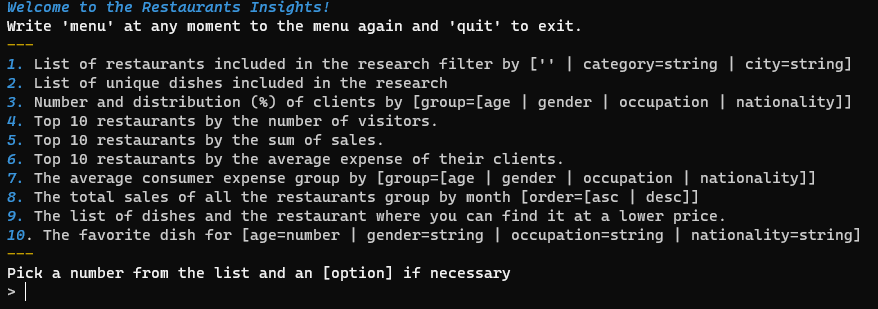 Welcome to the Restaurants Insights!
Write 'menu' at any moment to the menu again and 'quit' to exit.
---
1. List of restaurants included in the research filter by ['' | category=string | city=string]
2. List of unique dishes included in the research
3. Number and distribution (%) of clients by [group=[age | gender | occupation | nationality]]
4. Top 10 restaurants by the number of visitors.
5. Top 10 restaurants by the sum of sales.
6. Top 10 restaurants by the average expense of their clients.
7. The average consumer expense group by [group=[age | gender | occupation | nationality]]
8. The total sales of all the restaurants group by month [order=[asc | desc]]
9. The list of dishes and the restaurant where you can find it at a lower price.
10. The favorite dish for [age=number | gender=string | occupation=string | nationality=string]
---
Pick a number from the list and an [option] if necessary
>